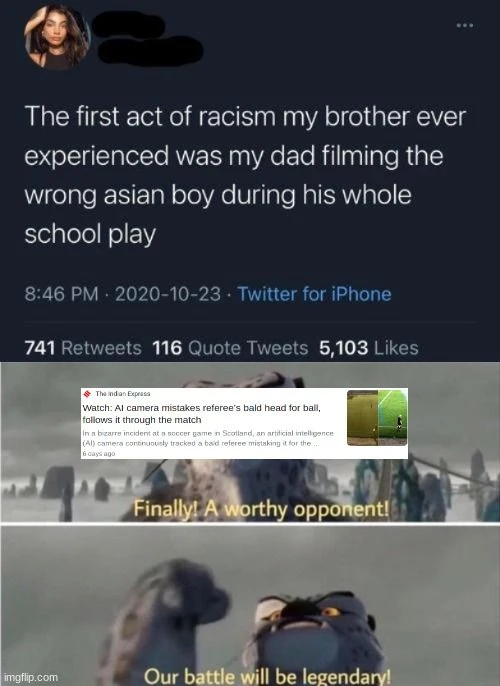 The first act of racism my brother ever
experienced was my dad filming the
wrong asian boy during his whole
school play
8:46 PM · 2020-10-23 · Twitter for iPhone
741 Retweets 116 Quote Tweets 5,103 Likes
The Indian Express
Watch: AI camera mistakes referee's bald head for ball,
follows it through the match
In a bizarre incident at a soccer game in Scotland, an artificial intelligence
(AI) camera continuously tracked a bald referee mistaking it for the ...
6 days ago
Finally! A worthy opponent!
Our battle will be legendary!
imgflip.com